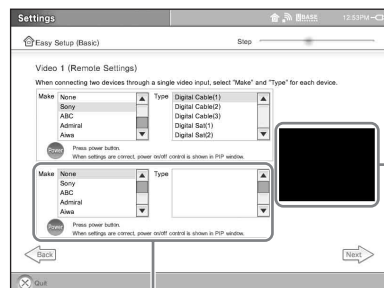 Settings
BASE
12:53PM
Easy Setup (Basic)
Step
Video 1 (Remote Settings)
When connecting two devices through a single video input, select "Make" and "Type" for each device.
Make None Type Digital Cable(1)
Sony Digital Cable(2)
ABC Digital Cable(3)
Admiral Digital Sat(1)
Aiwa Digital Sat(2)
Power Press power button.
When settings are correct, power on/off control is shown in PIP window.
Make None Type
Sony
ABC
Admiral
Aiwa
Power Press power button.
When settings are correct, power on/off control is shown in PIP window.
Back Next
Quit